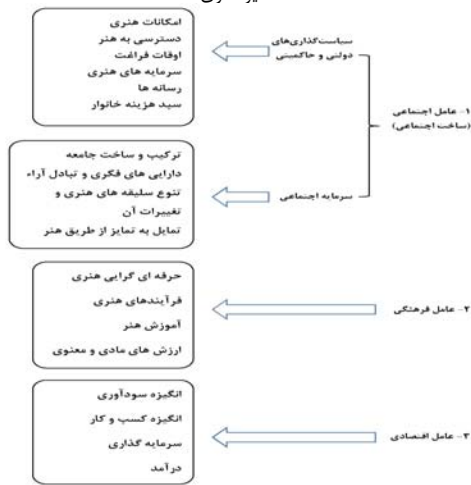 ۱- عامل اجتماعی
(ساخت اجتماعی)
سیاست‌گذاری‌های
دولتی و حاکمیتی
امکانات هنری
دسترسی به هنر
اوقات فراغت
سرمایه های هنری
رسانه ها
سبد هزینه خانوار
سرمایه اجتماعی
ترکیب و ساخت جامعه
دارایی های فکری و تبادل آراء
تنوع سلیقه های هنری و
تغییرات آن
تمایل به تمایز از طریق هنر
۲- عامل فرهنگی
حرفه ای گرایی هنری
فرآیندهای هنری
آموزش هنر
ارزش های مادی و معنوی
۳- عامل اقتصادی
انگیزه سودآوری
انگیزه کسب و کار
سرمایه گذاری
درآمد